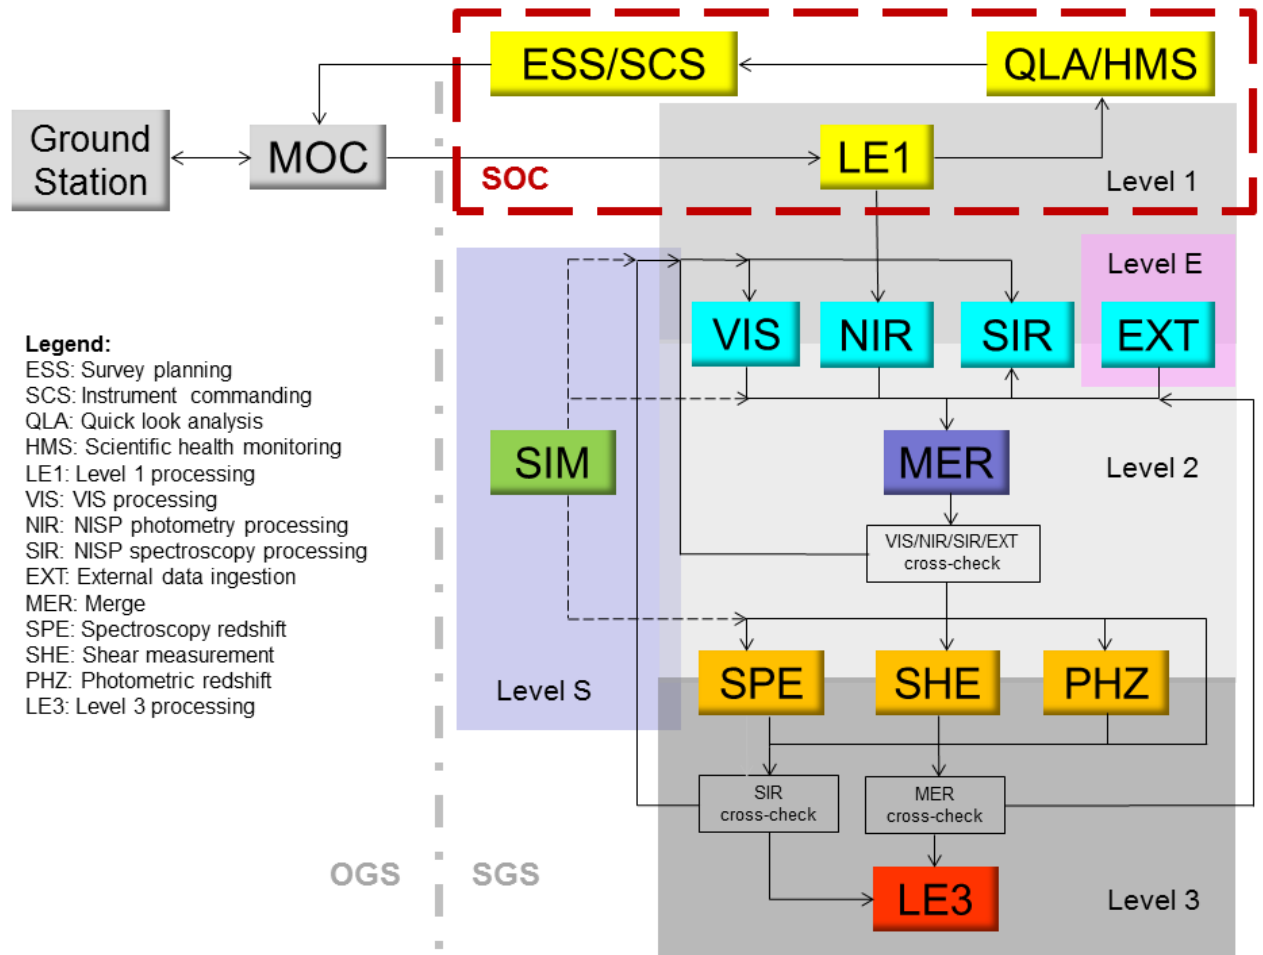 ESS/SCS
QLA/HMS
Ground
Station
MOC
LE1
SOC
Level 1
Level E
VIS
NIR
SIR
EXT
Legend:
ESS: Survey planning
SCS: Instrument commanding
QLA: Quick look analysis
HMS: Scientific health monitoring
LE1: Level 1 processing
VIS: VIS processing
NIR: NISP photometry processing
SIR: NISP spectroscopy processing
EXT: External data ingestion
MER: Merge
SPE: Spectroscopy redshift
SHE: Shear measurement
PHZ: Photometric redshift
LE3: Level 3 processing
SIM
MER
Level 2
VIS/NIR/SIR/EXT
cross-check
Level S
SPE
SHE
PHZ
SIR
cross-check
MER
cross-check
OGS
SGS
LE3
Level 3